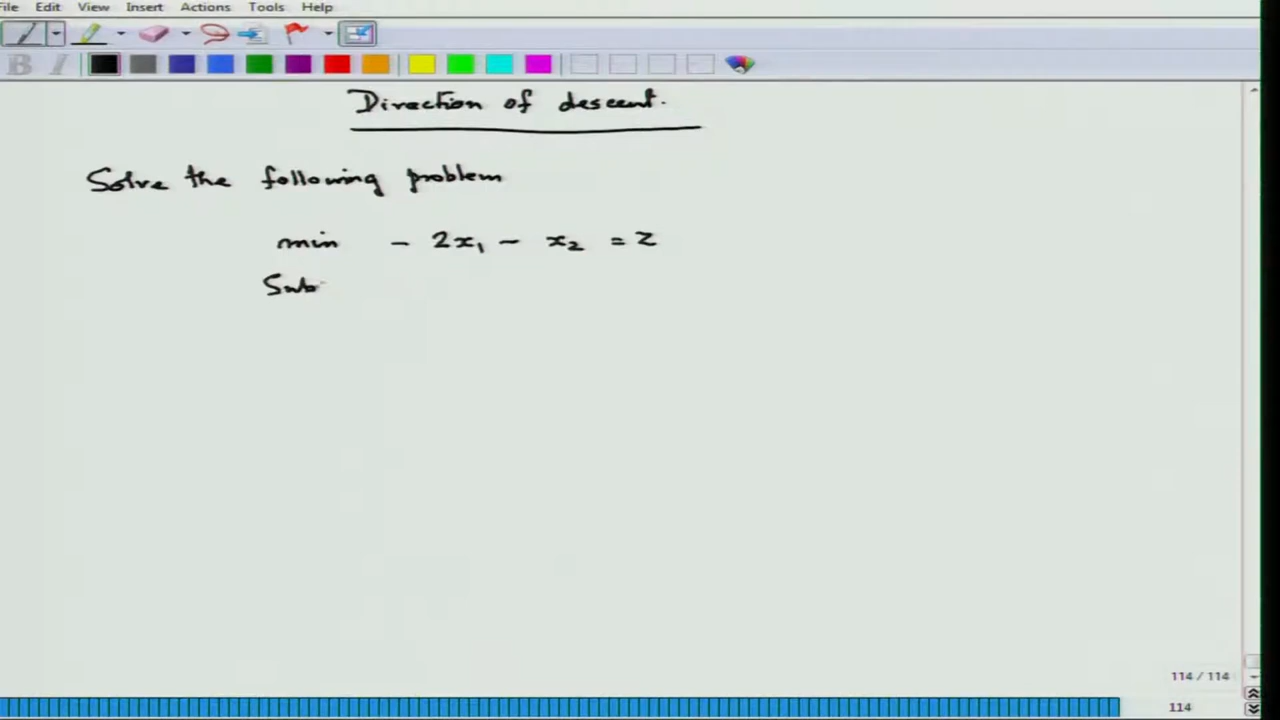 File Edit View Insert Actions Tools Help
B I
Direction of descent.
Solve the following problem
min - 2x₁ - x₂ = z
Sub
114 / 114
114